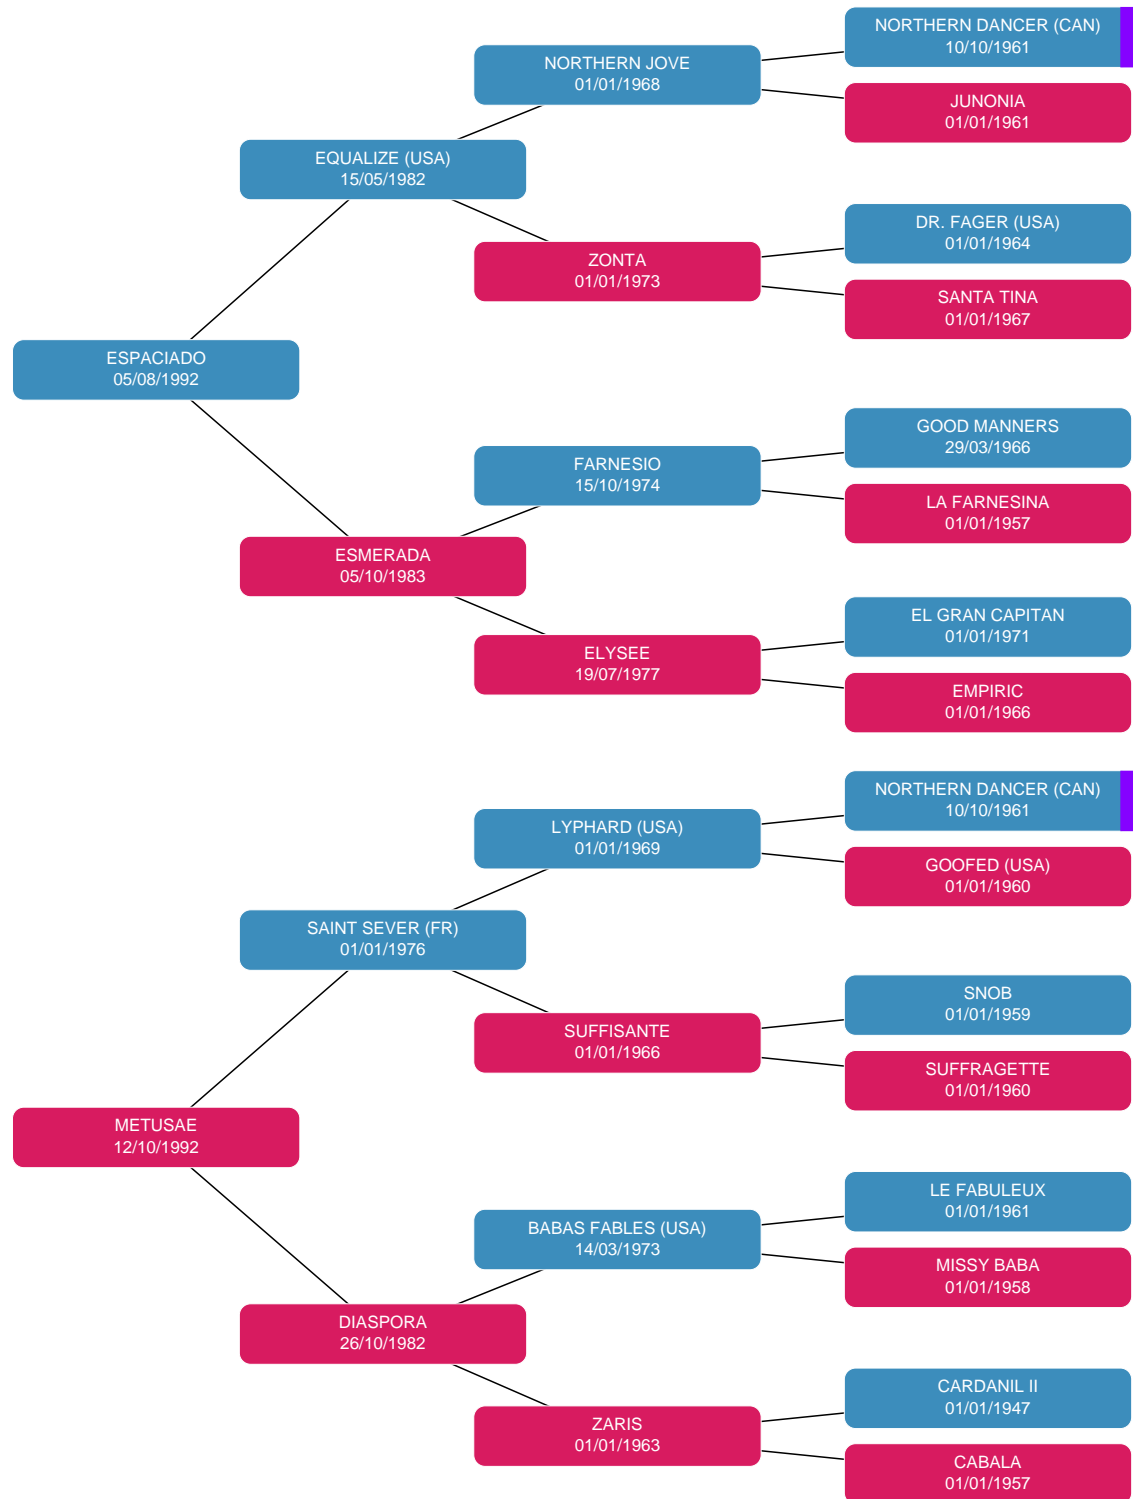 NORTHERN DANCER (CAN)
10/10/1961
NORTHERN JOVE
01/01/1968
JUNONIA
01/01/1961
EQUALIZE (USA)
15/05/1982
DR. FAGER (USA)
01/01/1964
ZONTA
01/01/1973
SANTA TINA
01/01/1967
ESPACIADO
05/08/1992
GOOD MANNERS
29/03/1966
FARNESIO
15/10/1974
LA FARNESINA
01/01/1957
ESMERADA
05/10/1983
EL GRAN CAPITAN
01/01/1971
ELYSEE
19/07/1977
EMPIRIC
01/01/1966
NORTHERN DANCER (CAN)
10/10/1961
LYPHARD (USA)
01/01/1969
GOOFED (USA)
01/01/1960
SAINT SEVER (FR)
01/01/1976
SNOB
01/01/1959
SUFFISANTE
01/01/1966
SUFFRAGETTE
01/01/1960
METUSAE
12/10/1992
LE FABULEUX
01/01/1961
BABAS FABLES (USA)
14/03/1973
MISSY BABA
01/01/1958
DIASPORA
26/10/1982
CARDANIL II
01/01/1947
ZARIS
01/01/1963
CABALA
01/01/1957